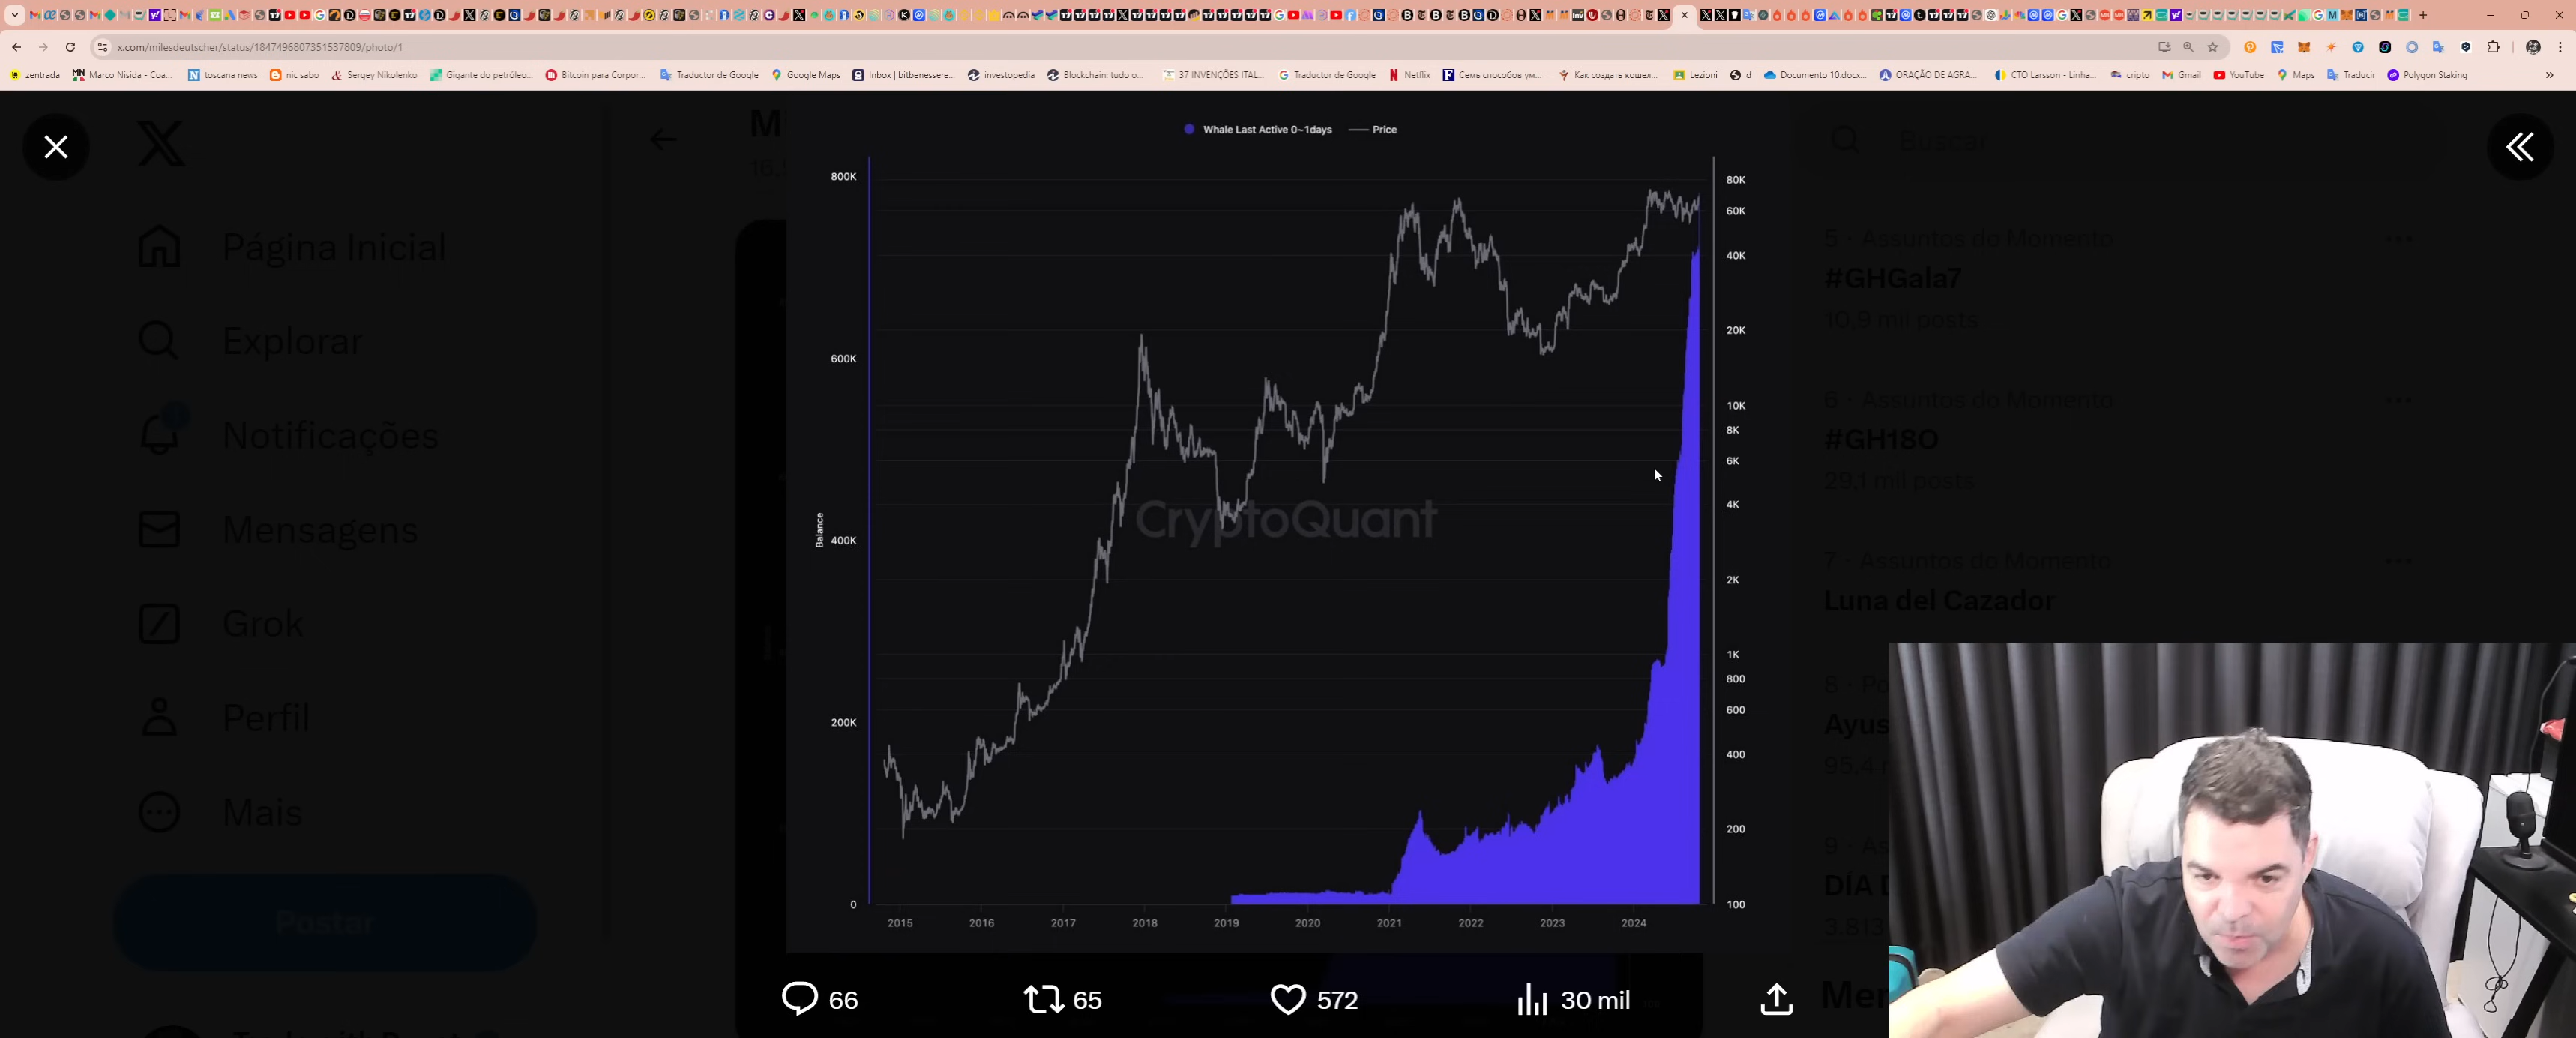 x.com/milesdeutscher/status/1847496807351537809/photo/1
zentrada
Marco Nisida - Coa...
toscana news
nic sabo
Sergey Nikolenko
Gigante do petróleo...
Bitcoin para Corpor...
Traductor de Google
Google Maps
Inbox | bitbenessere...
investopedia
Blockchain: tudo o...
37 INVENÇÕES ITAL...
Traductor de Google
Netflix
Семь способов ум...
Как создать кошел...
Lezioni
d
Documento 10.docx...
ORAÇÃO DE AGRA...
CTO Larsson - Linha...
cripto
Gmail
YouTube
Maps
Traducir
Polygon Staking
Página Inicial
Explorar
Notificações
Mensagens
Grok
Perfil
Mais
Postar
Whale Last Active 0~1days
Price
800K
600K
400K
200K
0
Balance
80K
60K
40K
20K
10K
8K
6K
4K
2K
1K
800
600
400
200
100
CryptoQuant
2015 2016 2017 2018 2019 2020 2021 2022 2023 2024
66
65
572
30 mil
Buscar
5 · Assuntos do Momento
#GHGala7
10,9 mil posts
6 · Assuntos do Momento
#GH18O
29,1 mil posts
7 · Assuntos do Momento
Luna del Cazador